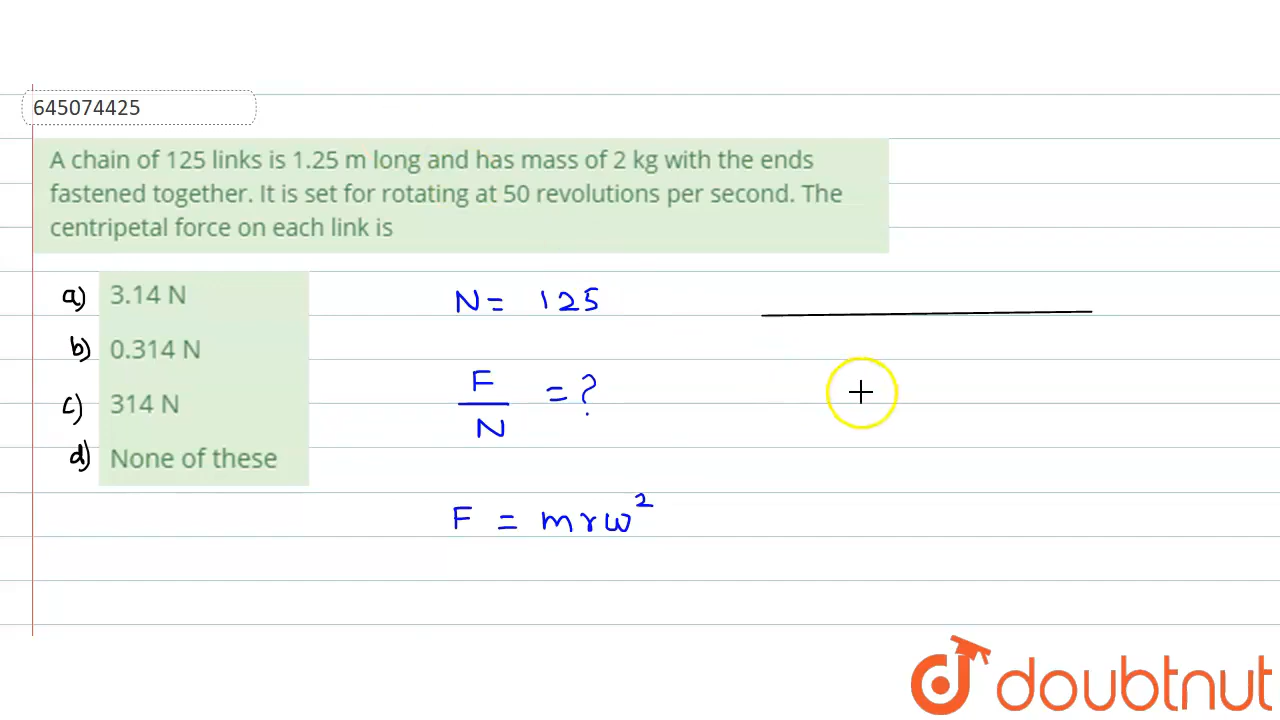 645074425
A chain of 125 links is 1.25 m long and has mass of 2 kg with the ends
fastened together. It is set for rotating at 50 revolutions per second. The
centripetal force on each link is
a) 3.14 N
b) 0.314 N
c) 314 N
d) None of these
N = 125
F/N = ?
F = mrω²
doubtnut